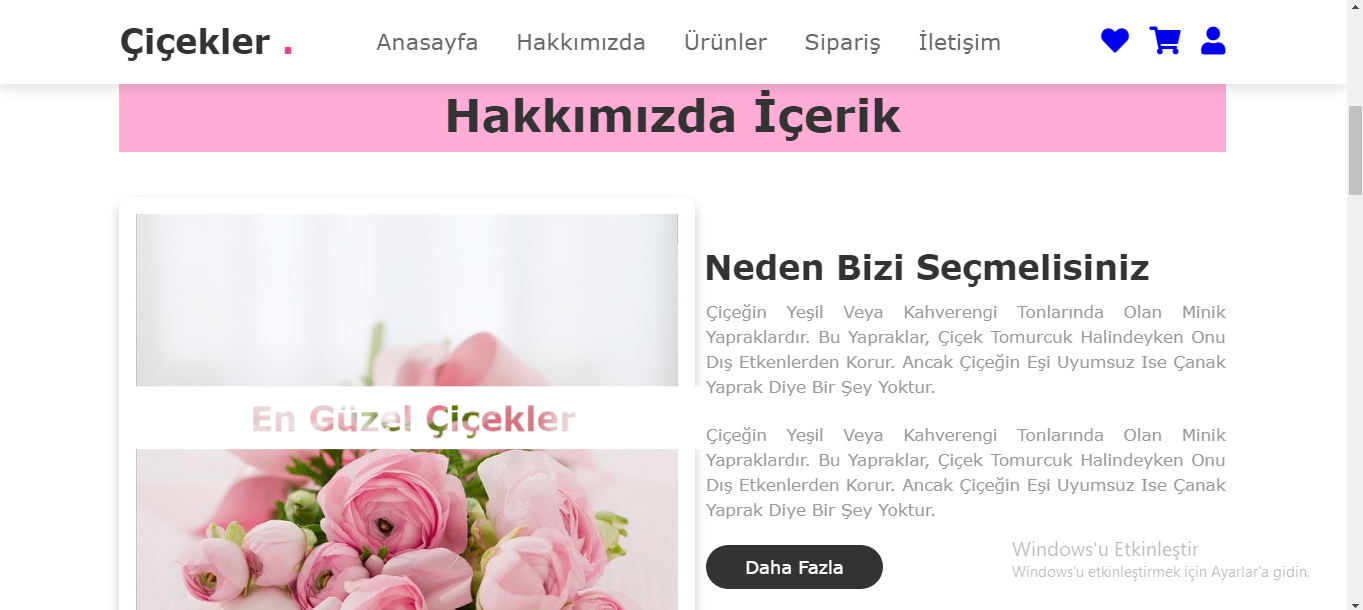 Çiçekler .
Anasayfa Hakkımızda Ürünler Sipariş İletişim
Hakkımızda İçerik
En Güzel Çiçekler
Neden Bizi Seçmelisiniz
Çiçeğin Yeşil Veya Kahverengi Tonlarında Olan Minik
Yapraklardır. Bu Yapraklar, Çiçek Tomurcuk Halindeyken Onu
Dış Etkenlerden Korur. Ancak Çiçeğin Eşi Uyumsuz Ise Çanak
Yaprak Diye Bir Şey Yoktur.
Çiçeğin Yeşil Veya Kahverengi Tonlarında Olan Minik
Yapraklardır. Bu Yapraklar, Çiçek Tomurcuk Halindeyken Onu
Dış Etkenlerden Korur. Ancak Çiçeğin Eşi Uyumsuz Ise Çanak
Yaprak Diye Bir Şey Yoktur.
Daha Fazla
Windows'u Etkinleştir
Windows'u etkinleştirmek için Ayarlar'a gidin.